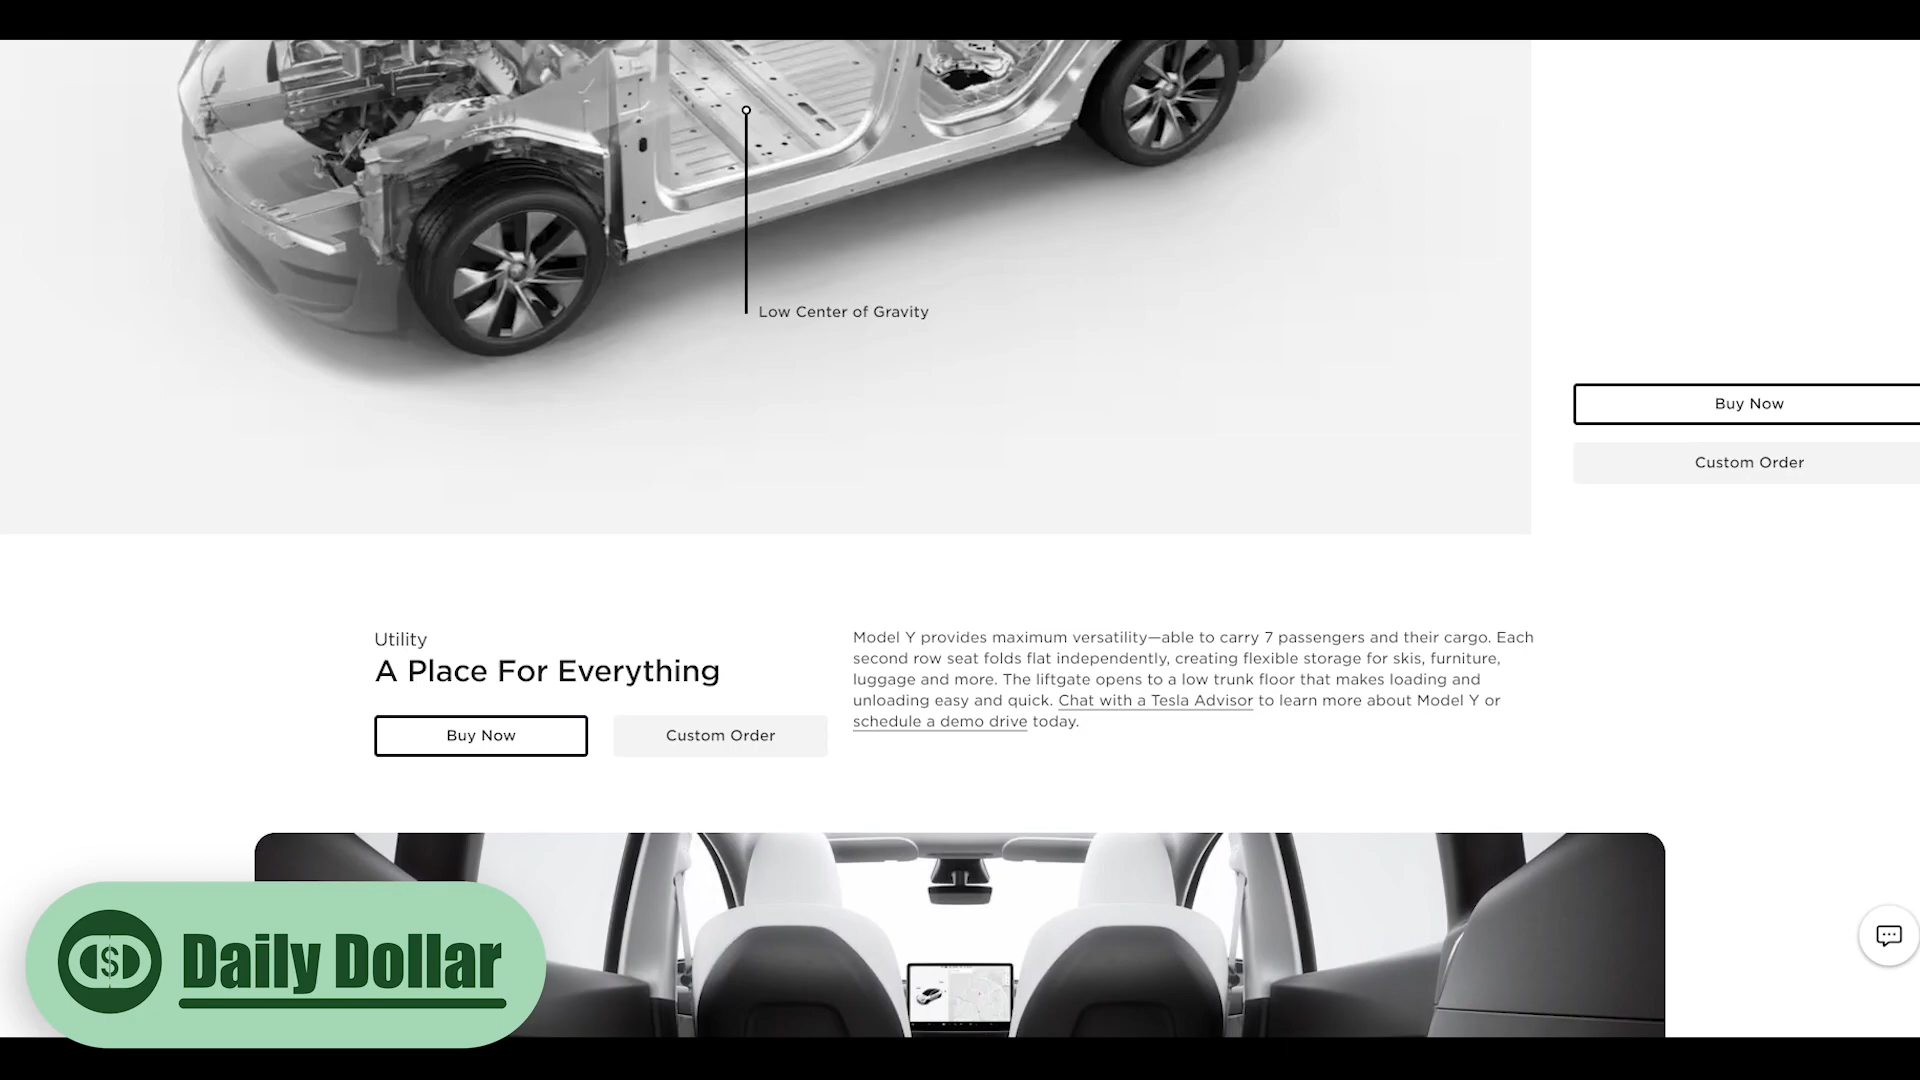 Low Center of Gravity
Buy Now
Custom Order
Utility
A Place For Everything
Buy Now
Custom Order
Model Y provides maximum versatility—able to carry 7 passengers and their cargo. Each
second row seat folds flat independently, creating flexible storage for skis, furniture,
luggage and more. The liftgate opens to a low trunk floor that makes loading and
unloading easy and quick. Chat with a Tesla Advisor to learn more about Model Y or
schedule a demo drive today.
$
Daily Dollar